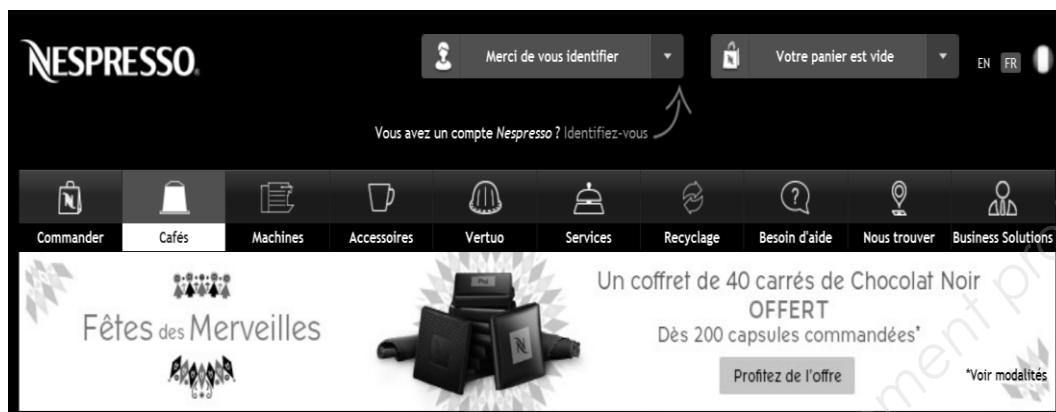 NESPRESSO.
Merci de vous identifier
Votre panier est vide
EN FR
Vous avez un compte Nespresso ? Identifiez-vous
Commander Cafés Machines Accessoires Vertuo Services Recyclage Besoin d'aide Nous trouver Business Solutions
Un coffret de 40 carrés de Chocolat Noir
OFFERT
Fêtes des Merveilles
Dès 200 capsules commandées*
Profitez de l'offre
*Voir modalités